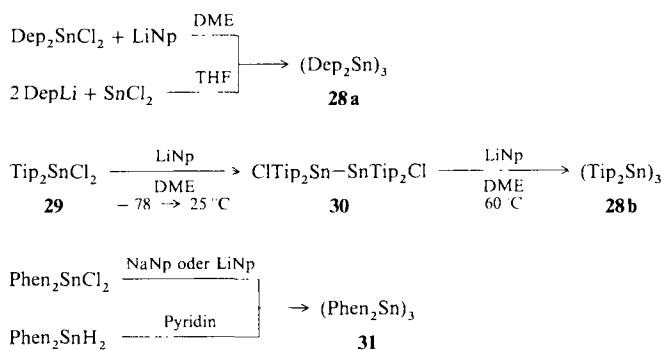 Dep₂SnCl₂ + LiNp DME
2 DepLi + SnCl₂ THF → (Dep₂Sn)₃
28a
Tip₂SnCl₂ LiNp → ClTip₂Sn–SnTip₂Cl LiNp → (Tip₂Sn)₃
DME DME
29 – 78 → 25 °C 30 60 °C 28b
Phen₂SnCl₂ NaNp oder LiNp
→ (Phen₂Sn)₃
Phen₂SnH₂ Pyridin
31